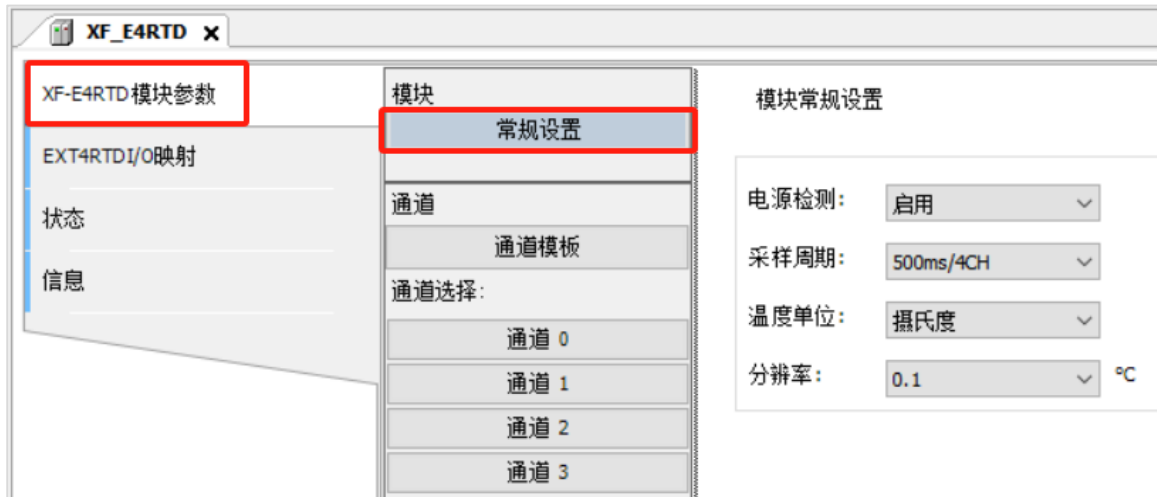 XF_E4RTD
XF-E4RTD模块参数
EXT4RTDI/O映射
状态
信息
模块
常规设置
通道
通道模板
通道选择:
通道 0
通道 1
通道 2
通道 3
模块常规设置
电源检测: 启用
采样周期: 500ms/4CH
温度单位: 摄氏度
分辨率: 0.1 °C